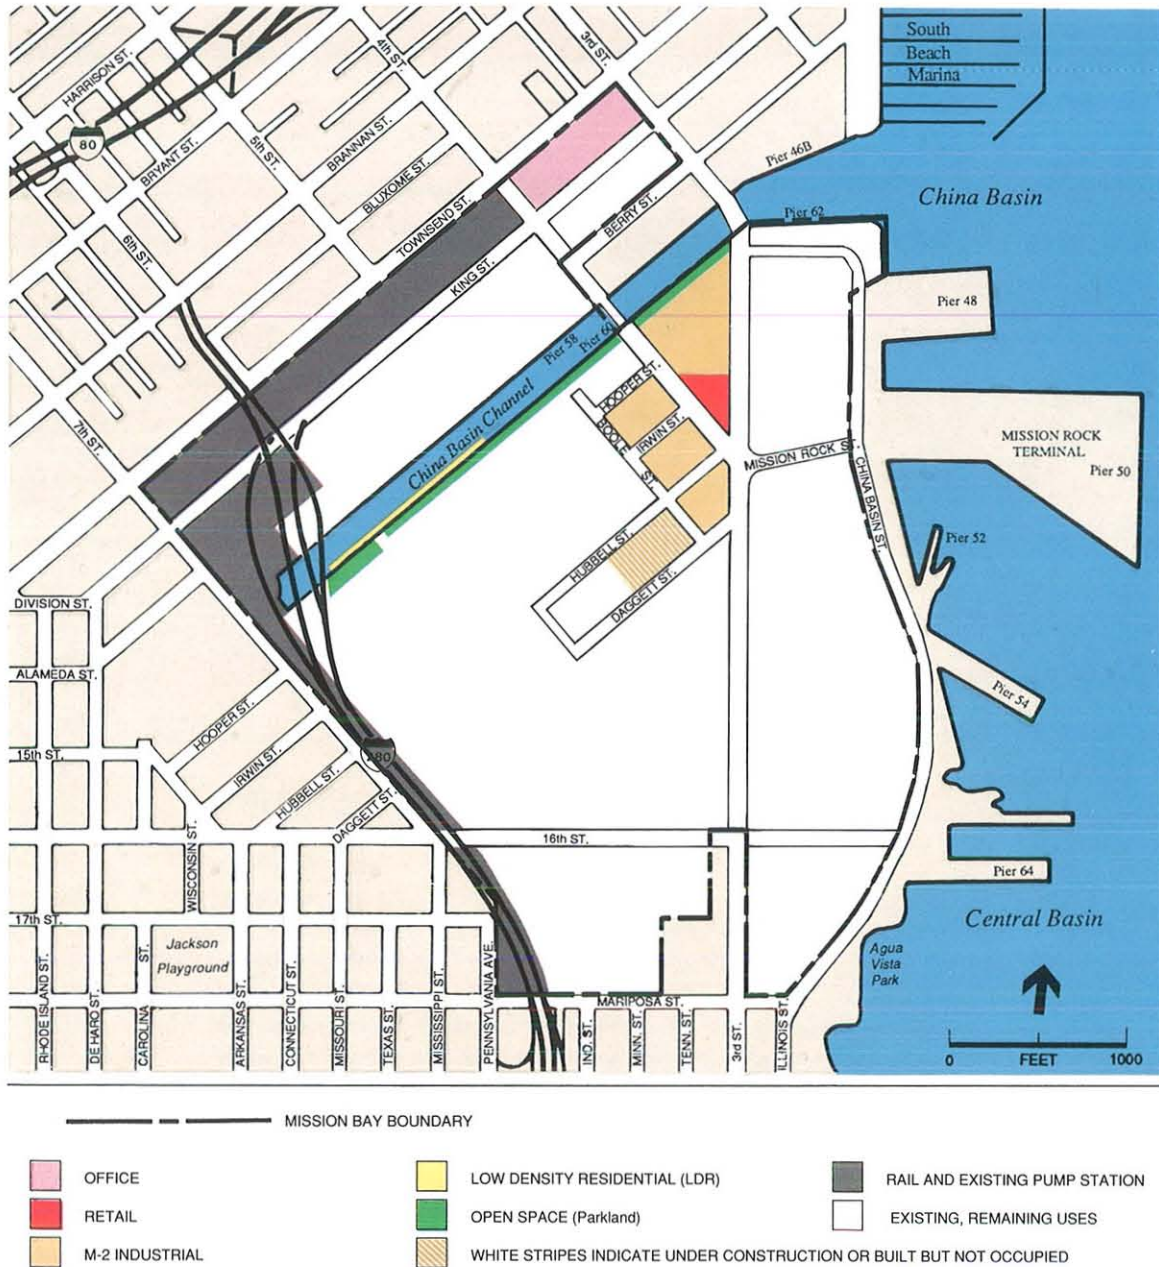 South
Beach
Marina
3rd ST.
4th ST.
HARRISON ST.
80
5th ST.
BRANNAN ST.
BRYANT ST.
Pier 46B
BLUXOME ST.
China Basin
TOWNSEND ST.
BERRY ST.
Pier 62
6th ST.
KING ST.
Pier 48
Pier 58
Pier 60
HOOPER ST.
China Basin Channel
7th ST.
IRWIN ST.
MISSION ROCK
TERMINAL
Pier 50
MISSION ROCK ST.
CHINA BASIN ST.
Pier 52
HUBBELL ST.
DAGGETT ST.
DIVISION ST.
ALAMEDA ST.
Pier 54
HOOPER ST.
15th ST.
IRWIN ST.
280
HUBBELL ST.
DAGGETT ST.
16th ST.
WISCONSIN ST.
Pier 64
17th ST.
Central Basin
Jackson
Playground
Agua
Vista
Park
MARIPOSA ST.
RHOE ISLAND ST.
DE HARO ST.
CAROLINA ST.
ARKANSAS ST.
CONNECTICUT ST.
MISSOURI ST.
TEXAS ST.
MISSISSIPPI ST.
PENNSYLVANIA AVE.
IND. ST.
MINN. ST.
TENN. ST.
3rd ST.
ILLINOIS ST.
0 FEET 1000
MISSION BAY BOUNDARY
OFFICE
LOW DENSITY RESIDENTIAL (LDR)
RAIL AND EXISTING PUMP STATION
RETAIL
OPEN SPACE (Parkland)
EXISTING, REMAINING USES
M-2 INDUSTRIAL
WHITE STRIPES INDICATE UNDER CONSTRUCTION OR BUILT BUT NOT OCCUPIED